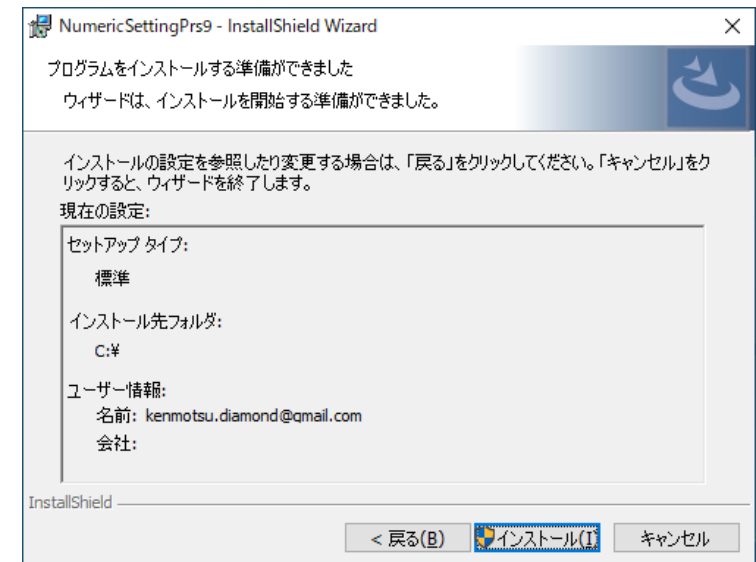 NumericSettingPrs9 - InstallShield Wizard
プログラムをインストールする準備ができました
ウィザードは、インストールを開始する準備ができました。
インストールの設定を参照したり変更する場合は、「戻る」をクリックしてください。「キャンセル」をク
リックすると、ウィザードを終了します。
現在の設定:
セットアップ タイプ:
標準
インストール先フォルダ:
C:¥
ユーザー情報:
名前: kenmotsu.diamond@gmail.com
会社:
InstallShield
< 戻る(B) インストール(I) キャンセル